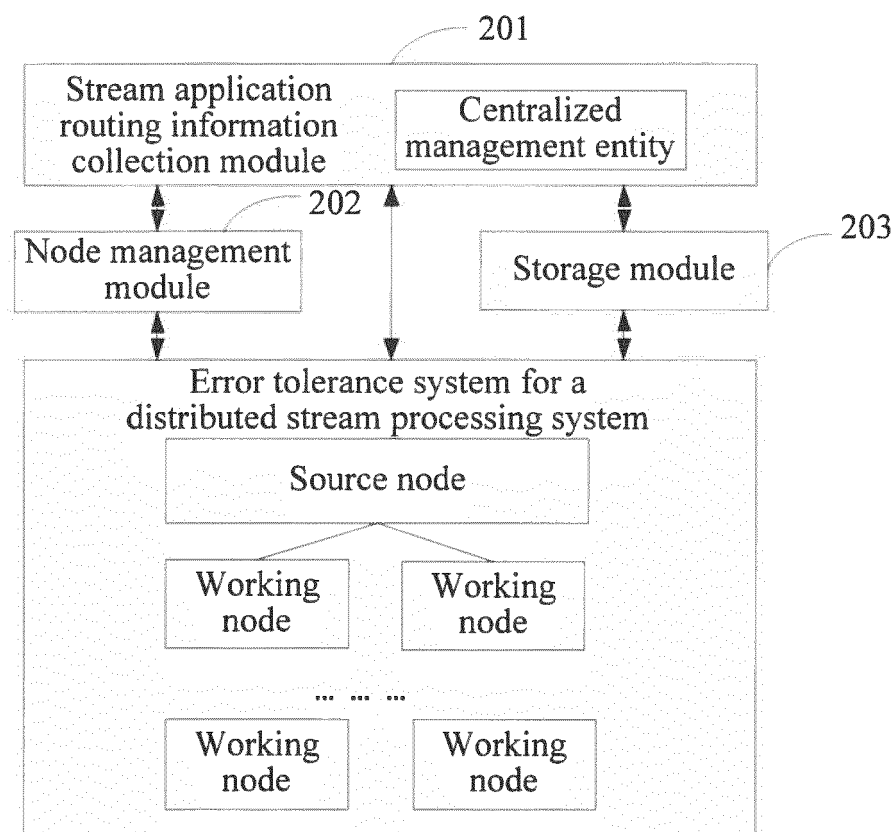 201
Stream application
routing information
collection module
Centralized
management entity
202
203
Node management
module
Storage module
Error tolerance system for a
distributed stream processing system
Source node
Working
node
Working
node
... ... ...
Working
node
Working
node